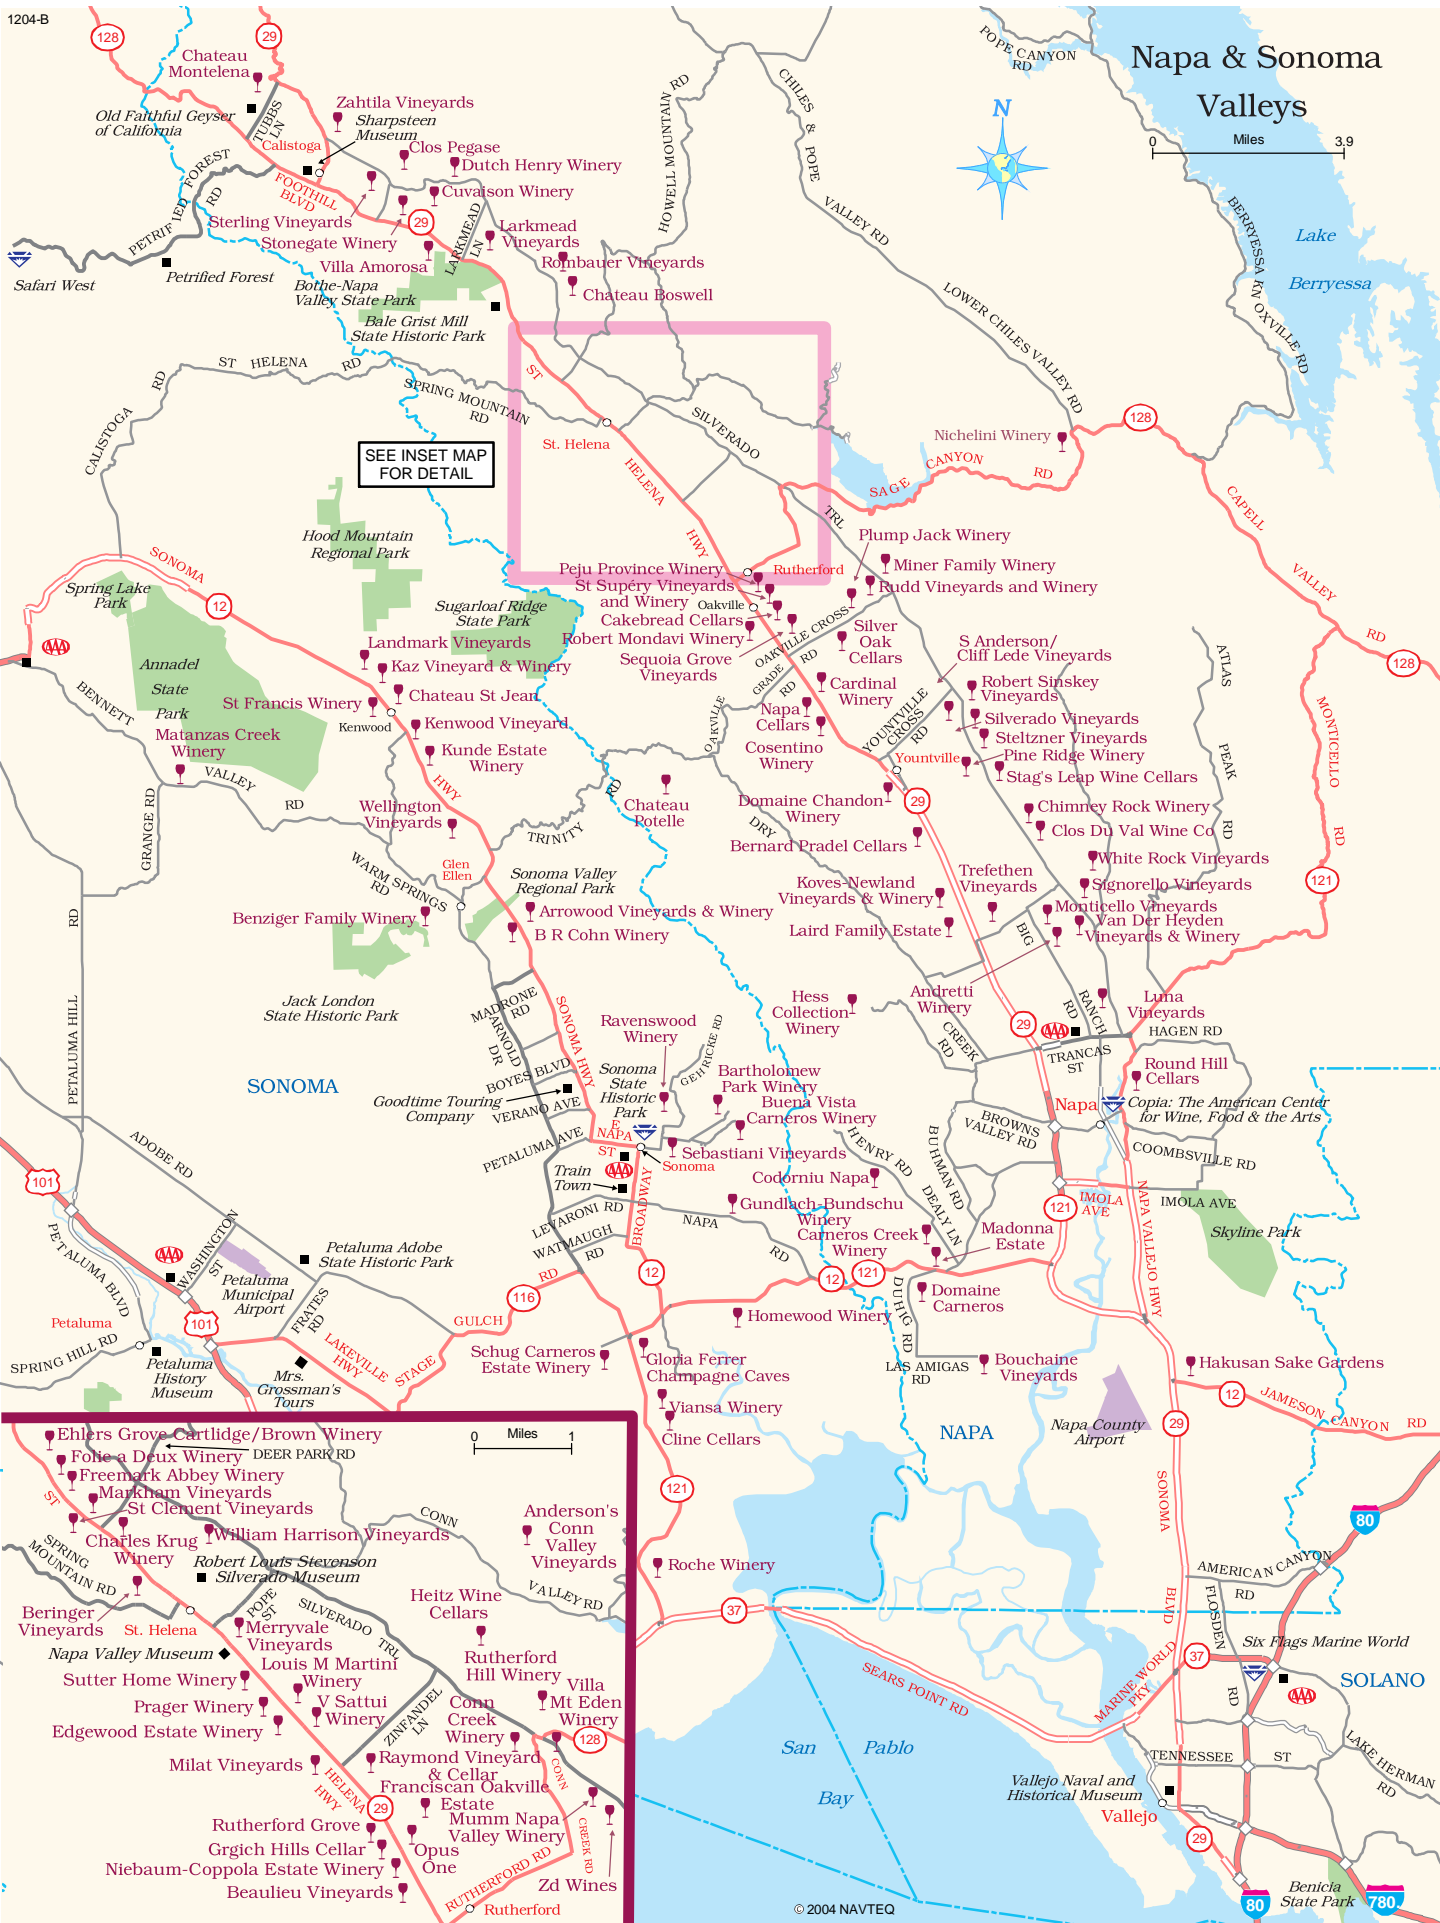 1204-B
Napa & Sonoma
Valleys
Miles
0 3.9
N
128
29
Chateau
Montelena
Old Faithful Geyser
of California
TUBBS
LN
Zahtila Vineyards
Sharpsteen
Museum
Calistoga
Clos Pegase
Dutch Henry Winery
Cuvaison Winery
FOOTHILL
BLVD
PETRIFIED FOREST
RD
Sterling Vineyards
Stonegate Winery
29
Villa Amorosa
LARKMEAD
LN
Larkmead
Vineyards
Rombauer Vineyards
Chateau Boswell
Safari West
Petrified Forest
Bothe-Napa
Valley State Park
Bale Grist Mill
State Historic Park
HOWELL MOUNTAIN RD
CHILES & POPE
VALLEY RD
POPE CANYON
RD
LOWER CHILES VALLEY RD
BERRYESSA KNOXVILLE RD
Lake
Berryessa
ST HELENA RD
CALISTOGA RD
SPRING MOUNTAIN
RD
ST
HELENA
HWY
St. Helena
SILVERADO
TRL
SEE INSET MAP
FOR DETAIL
Nichelini Winery
128
SAGE CANYON RD
CAPELL
VALLEY
RD
128
Hood Mountain
Regional Park
SONOMA
12
Spring Lake
Park
Sugarloaf Ridge
State Park
Annadel
State
Park
BENNETT
VALLEY
RD
Landmark Vineyards
Kaz Vineyard & Winery
Chateau St Jean
St Francis Winery
Kenwood
Kenwood Vineyard
Kunde Estate
Winery
Matanzas Creek
Winery
GRANGE RD
Wellington
Vineyards
HWY
TRINITY
RD
Peju Province Winery
Rutherford
St Supéry Vineyards
and Winery
Oakville
Cakebread Cellars
Robert Mondavi Winery
Sequoia Grove
Vineyards
Plump Jack Winery
Miner Family Winery
Rudd Vineyards and Winery
OAKVILLE CROSS
RD
Silver
Oak
Cellars
OAKVILLE
GRADE
RD
Cardinal
Winery
Napa
Cellars
Cosentino
Winery
S Anderson/
Cliff Lede Vineyards
Robert Sinskey
Vineyards
Silverado Vineyards
Steltzner Vineyards
Pine Ridge Winery
Stag's Leap Wine Cellars
YOUNTVILLE
CROSS
RD
Yountville
ATLAS
PEAK
RD
MONTICELLO
RD
121
Chateau
Potelle
Domaine Chandon
Winery
29
Bernard Pradel Cellars
Chimney Rock Winery
Clos Du Val Wine Co
White Rock Vineyards
Signorello Vineyards
Trefethen
Vineyards
Koves-Newland
Vineyards & Winery
Monticello Vineyards
Van Der Heyden
Vineyards & Winery
Laird Family Estate
DRY
CREEK
RD
BIG
RANCH
RD
Andretti
Winery
Hess
Collection
Winery
Luna
Vineyards
HAGEN RD
Glen
Ellen
WARM SPRINGS
RD
Sonoma Valley
Regional Park
Benziger Family Winery
Arrowood Vineyards & Winery
B R Cohn Winery
Jack London
State Historic Park
RD
PETALUMA HILL
MADRONE
RD
ARNOLD
DR
SONOMA HWY
SONOMA
Ravenswood
Winery
GEHRICKE RD
Sonoma
State
Historic
Park
BOYES BLVD
Goodtime Touring
Company
VERANO AVE
Bartholomew
Park Winery
Buena Vista
Carneros Winery
Sebastiani Vineyards
E
NAPA
ST
AAA
Sonoma
PETALUMA AVE
Train
Town
LEVARONI RD
WATMAUGH
RD
BROADWAY
NAPA
RD
Gundlach-Bundschu
Winery
Codorniu Napa
Carneros Creek
Winery
HENRY RD
DEALY LN
BUHMAN RD
BROWNS
VALLEY RD
29
AAA
TRANCAS
ST
Round Hill
Cellars
Napa
Copia: The American Center
for Wine, Food & the Arts
COOMBSVILLE RD
121
IMOLA
AVE
IMOLA AVE
Skyline Park
NAPA VALLEJO HWY
Madonna
Estate
Domaine
Carneros
DUHIG RD
12
121
Homewood Winery
12
LAS AMIGAS
RD
Bouchaine
Vineyards
Hakusan Sake Gardens
12
JAMESON CANYON RD
Napa County
Airport
29
NAPA
ADOBE RD
101
AAA
PETALUMA BLVD
WASHINGTON
ST
Petaluma
Municipal
Airport
Petaluma Adobe
State Historic Park
FRATES
RD
Petaluma
SPRING HILL RD
101
Petaluma
History
Museum
Mrs.
Grossman's
Tours
LAKEVILLE
HWY
STAGE
GULCH
RD
116
Schug Carneros
Estate Winery
Gloria Ferrer
Champagne Caves
Viansa Winery
Cline Cellars
121
Roche Winery
37
SEARS POINT RD
San Pablo
Bay
SONOMA
BLVD
AMERICAN CANYON
RD
80
FLOSDEN
RD
Six Flags Marine World
37
MARINE WORLD
PKY
AAA
SOLANO
TENNESSEE ST
LAKE HERMAN
RD
Vallejo Naval and
Historical Museum
Vallejo
29
80
Benicia
State Park
780
© 2004 NAVTEQ
AAA
Ehlers Grove Cartlidge/Brown Winery
DEER PARK RD
Folie a Deux Winery
Freemark Abbey Winery
Markham Vineyards
St Clement Vineyards
Charles Krug
Winery
William Harrison Vineyards
0 Miles 1
CONN
VALLEY RD
Anderson's
Conn
Valley
Vineyards
ST
SPRING
MOUNTAIN RD
Robert Louis Stevenson
Silverado Museum
Beringer
Vineyards
St. Helena
POPE
ST
SILVERADO TRL
Merryvale
Vineyards
Napa Valley Museum
Heitz Wine
Cellars
Rutherford
Hill Winery
Louis M Martini
Winery
Sutter Home Winery
V Sattui
Winery
Prager Winery
Edgewood Estate Winery
ZINFANDEL
LN
Conn
Creek
Winery
Villa
Mt Eden
Winery
128
Milat Vineyards
Raymond Vineyard
& Cellar
HELENA
HWY
29
Franciscan Oakville
Estate
Mumm Napa
Valley Winery
CONN
CREEK RD
Rutherford Grove
Grgich Hills Cellar
Opus
One
Niebaum-Coppola Estate Winery
Beaulieu Vineyards
RUTHERFORD RD
Zd Wines
Rutherford